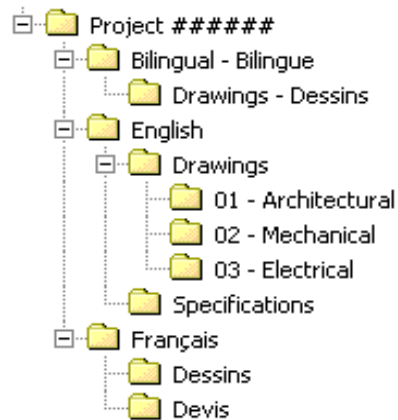 Project ######
Bilingual - Bilingue
Drawings - Dessins
English
Drawings
01 - Architectural
02 - Mechanical
03 - Electrical
Specifications
Français
Dessins
Devis